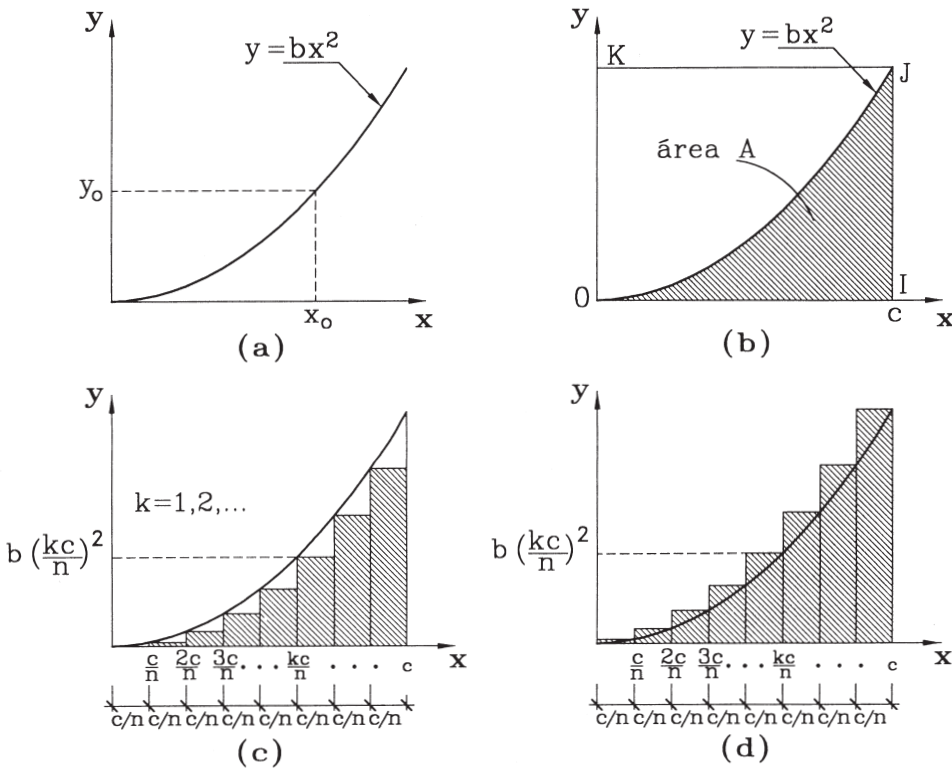 y
y = bx²
y₀
x₀
x
(a)
y
K
y = bx²
J
área A
0
I
c
x
(b)
y
k=1,2,...
b (kc/n)²
c/n 2c/n 3c/n ... kc/n ... c
x
c/n c/n c/n c/n c/n c/n c/n c/n
(c)
y
b (kc/n)²
c/n 2c/n 3c/n ... kc/n ... c
x
c/n c/n c/n c/n c/n c/n c/n c/n
(d)